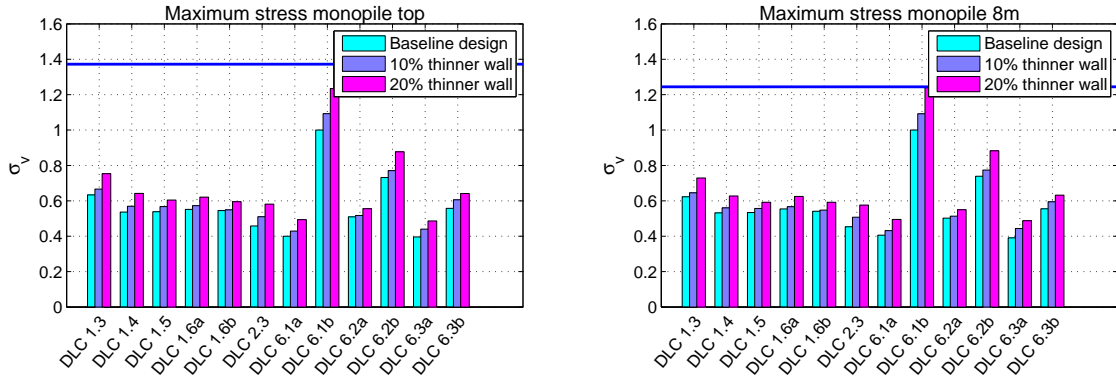 Maximum stress monopile top
1.6
1.4
1.2
1
0.8
0.6
0.4
0.2
0
σv
Baseline design
10% thinner wall
20% thinner wall
DLC 1.3
DLC 1.4
DLC 1.5
DLC 1.6a
DLC 1.6b
DLC 2.3
DLC 6.1a
DLC 6.1b
DLC 6.2a
DLC 6.2b
DLC 6.3a
DLC 6.3b
Maximum stress monopile 8m
1.6
1.4
1.2
1
0.8
0.6
0.4
0.2
0
σv
Baseline design
10% thinner wall
20% thinner wall
DLC 1.3
DLC 1.4
DLC 1.5
DLC 1.6a
DLC 1.6b
DLC 2.3
DLC 6.1a
DLC 6.1b
DLC 6.2a
DLC 6.2b
DLC 6.3a
DLC 6.3b